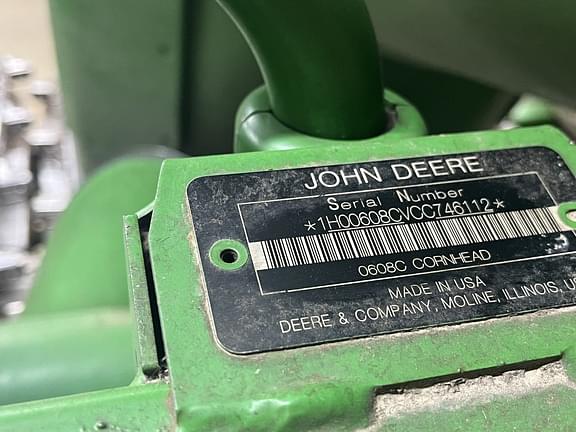 JOHN DEERE
Serial Number
*1H00608CVCC746112*
0608C CORNHEAD
MADE IN USA
DEERE & COMPANY, MOLINE, ILLINOIS, U